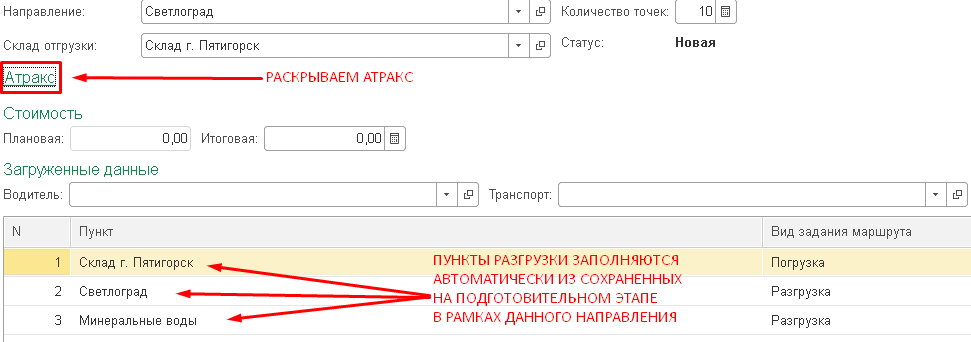 Направление: Светлоград Количество точек: 10
Склад отгрузки: Склад г. Пятигорск Статус: Новая
Атракс РАСКРЫВАЕМ АТРАКС
Стоимость
Плановая: 0,00 Итоговая: 0,00
Загруженные данные
Водитель: Транспорт:
N Пункт Вид задания маршрута
1 Склад г. Пятигорск Погрузка
2 Светлоград Разгрузка
3 Минеральные воды Разгрузка
ПУНКТЫ РАЗГРУЗКИ ЗАПОЛНЯЮТСЯ
АВТОМАТИЧЕСКИ ИЗ СОХРАНЕННЫХ
НА ПОДГОТОВИТЕЛЬНОМ ЭТАПЕ
В РАМКАХ ДАННОГО НАПРАВЛЕНИЯ